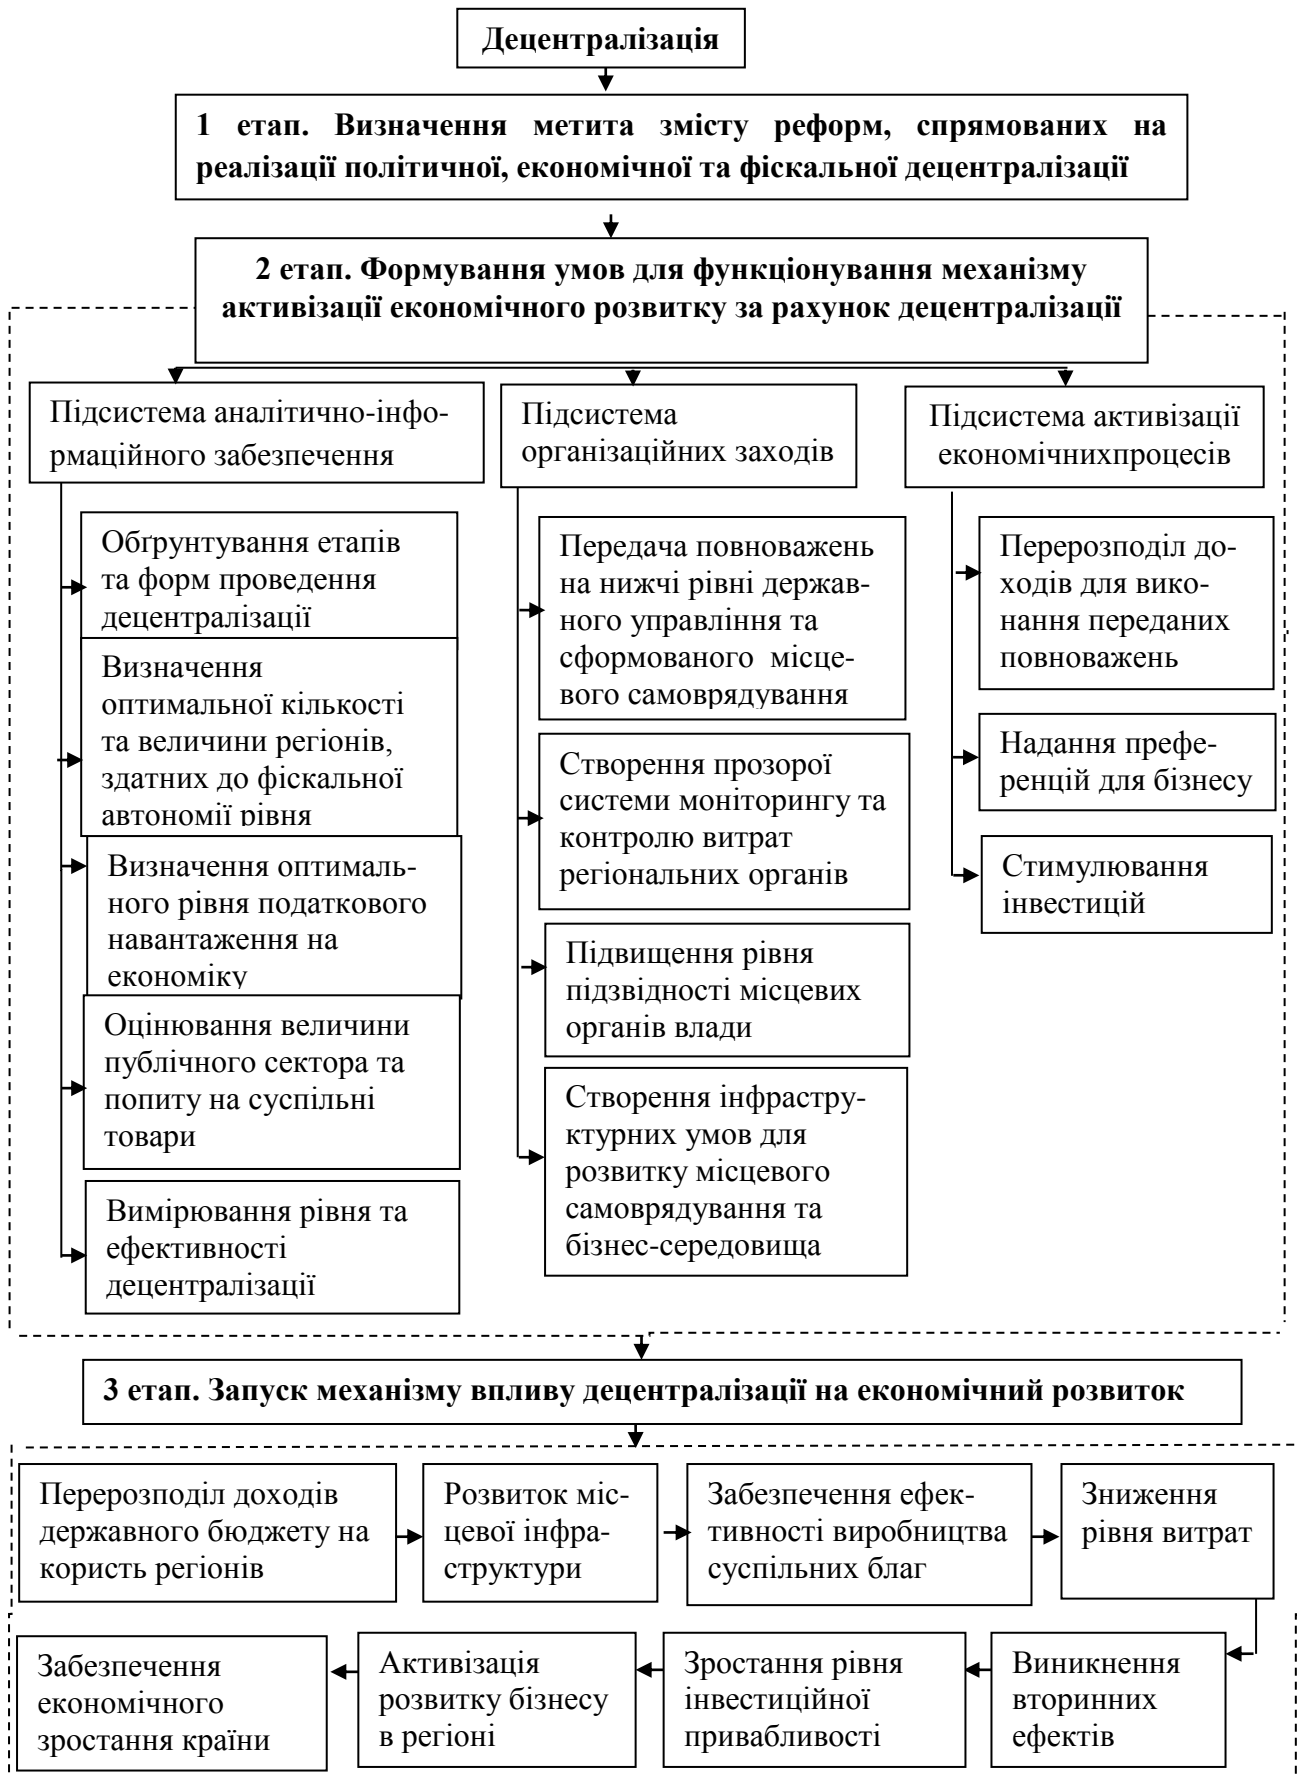 Децентралізація
1 етап. Визначення метита змісту реформ, спрямованих на
реалізації політичної, економічної та фіскальної децентралізації
2 етап. Формування умов для функціонування механізму
активізації економічного розвитку за рахунок децентралізації
Підсистема аналітично-інфо-
рмаційного забезпечення
Обґрунтування етапів
та форм проведення
децентралізації
Визначення
оптимальної кількості
та величини регіонів,
здатних до фіскальної
автономії рівня
Визначення оптималь-
ного рівня податкового
навантаження на
економіку
Оцінювання величини
публічного сектора та
попиту на суспільні
товари
Вимірювання рівня та
ефективності
децентралізації
Підсистема
організаційних заходів
Передача повноважень
на нижчі рівні держав-
ного управління та
сформованого місце-
вого самоврядування
Створення прозорої
системи моніторингу та
контролю витрат
регіональних органів
Підвищення рівня
підзвідності місцевих
органів влади
Створення інфрастру-
ктурних умов для
розвитку місцевого
самоврядування та
бізнес-середовища
Підсистема активізації
економічнихпроцесів
Перерозподіл до-
ходів для вико-
нання переданих
повноважень
Надання префе-
ренцій для бізнесу
Стимулювання
інвестицій
3 етап. Запуск механізму впливу децентралізації на економічний розвиток
Перерозподіл доходів
державного бюджету на
користь регіонів
Розвиток міс-
цевої інфра-
структури
Забезпечення ефек-
тивності виробництва
суспільних благ
Зниження
рівня витрат
Виникнення
вторинних
ефектів
Зростання рівня
інвестиційної
привабливості
Активізація
розвитку бізнесу
в регіоні
Забезпечення
економічного
зростання країни